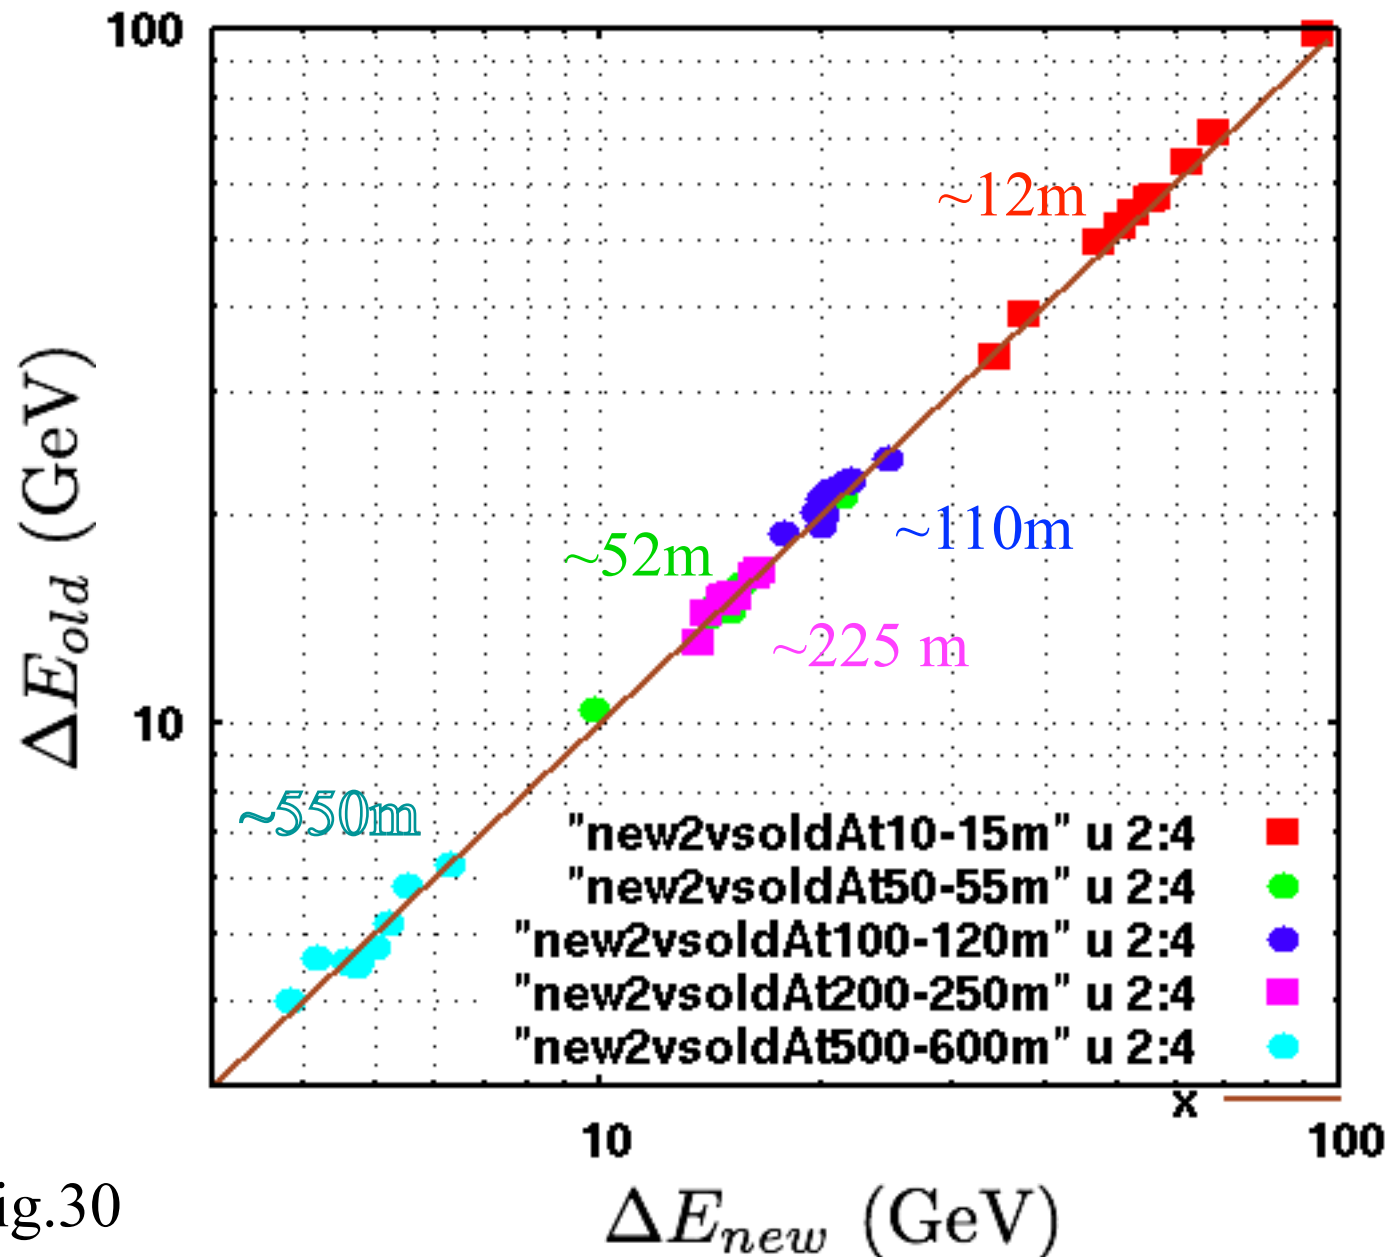 100
~12m
ΔE_old (GeV)
~110m
~52m
~225 m
10
~550m
"new2vsoldAt10-15m" u 2:4
"new2vsoldAt50-55m" u 2:4
"new2vsoldAt100-120m" u 2:4
"new2vsoldAt200-250m" u 2:4
"new2vsoldAt500-600m" u 2:4
x
10 100
ig.30
ΔE_new (GeV)